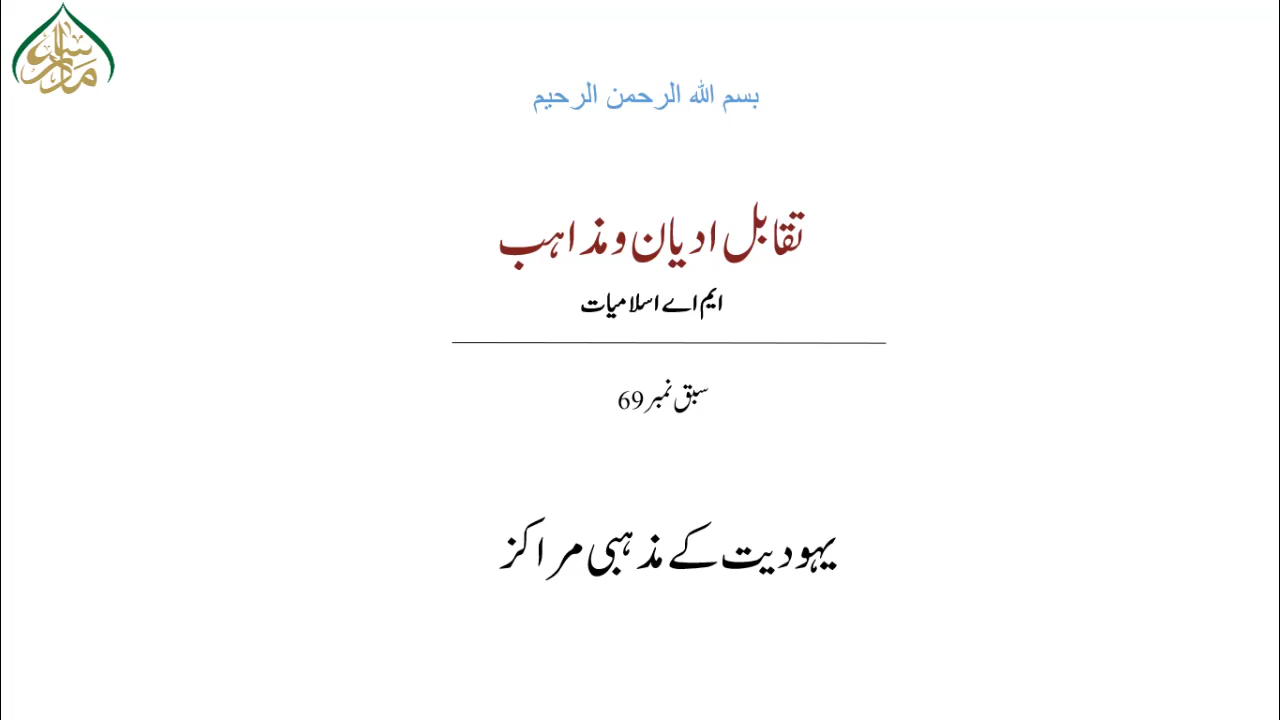 بسم الله الرحمن الرحيم
تقابل ادیان و مذاہب
ایم اے اسلامیات
سبق نمبر 69
یہودیت کے مذہبی مراکز